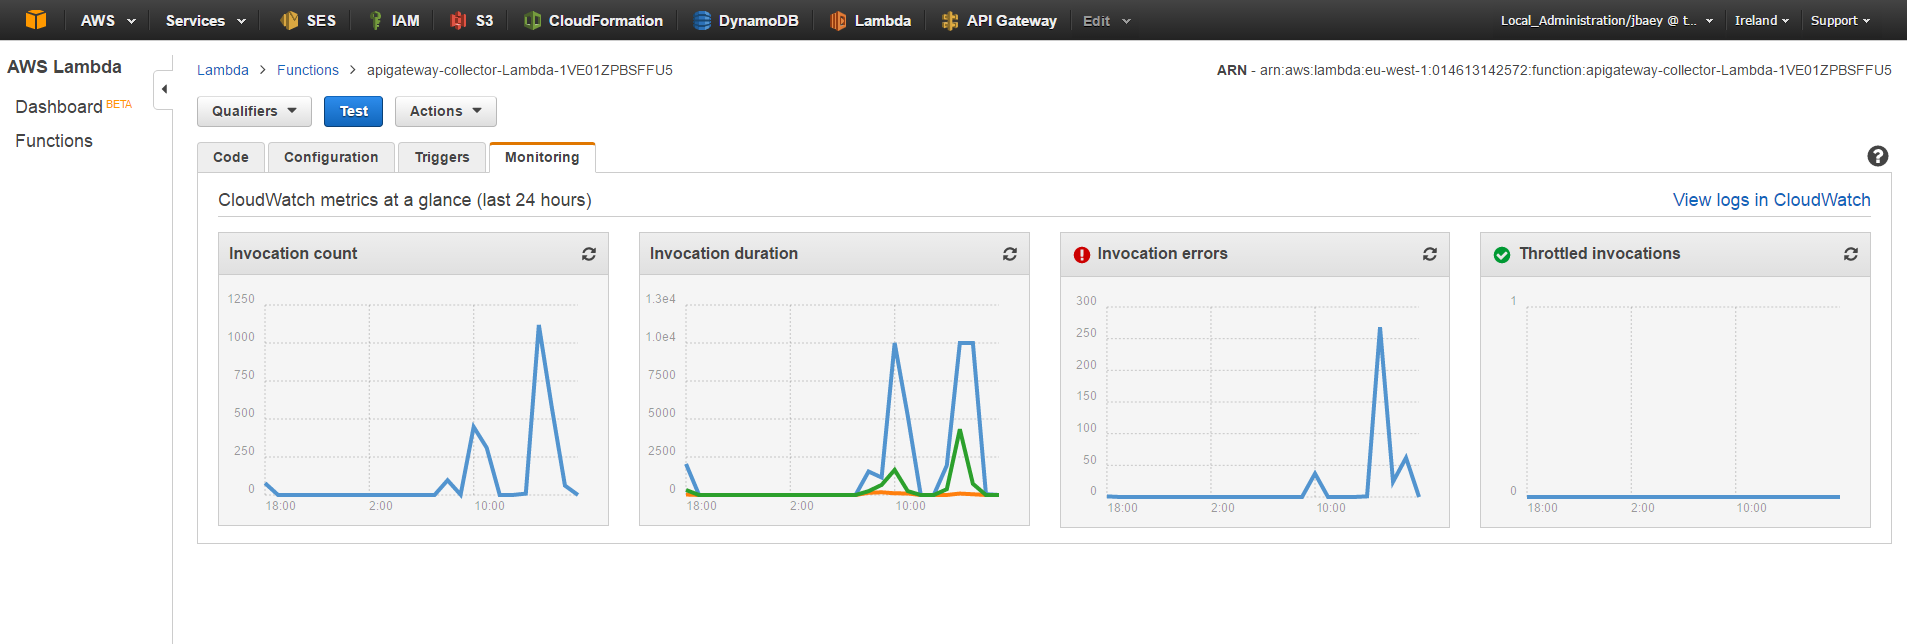 AWS Services SES IAM S3 CloudFormation DynamoDB Lambda API Gateway Edit Local_Administration/jbaey @ t... Ireland Support
AWS Lambda
Dashboard BETA
Functions
Lambda > Functions > apigateway-collector-Lambda-1VE01ZPBSFFU5
ARN - arn:aws:lambda:eu-west-1:014613142572:function:apigateway-collector-Lambda-1VE01ZPBSFFU5
Qualifiers Test Actions
Code Configuration Triggers Monitoring
CloudWatch metrics at a glance (last 24 hours)
View logs in CloudWatch
Invocation count
1250
1000
750
500
250
0
18:00 2:00 10:00
Invocation duration
1.3e4
1.0e4
7500
5000
2500
0
18:00 2:00 10:00
Invocation errors
300
250
200
150
100
50
0
18:00 2:00 10:00
Throttled invocations
1
0
18:00 2:00 10:00